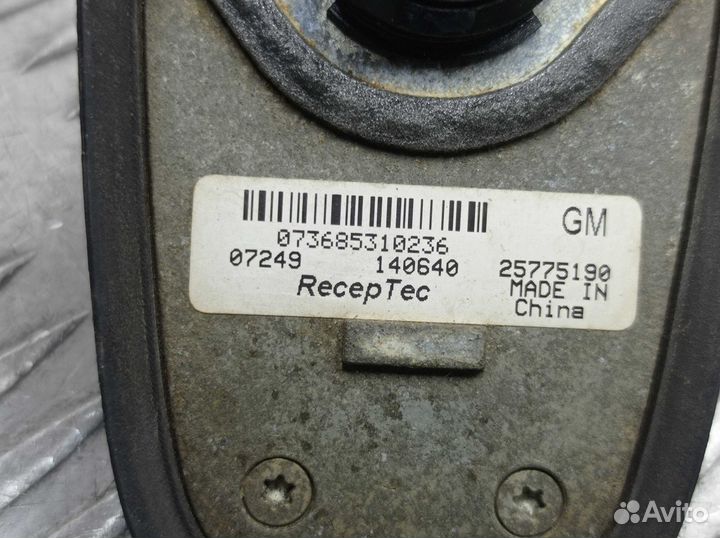 GM
073685310236
07249 140640 25775190
RecepTec MADE IN
China
Avito